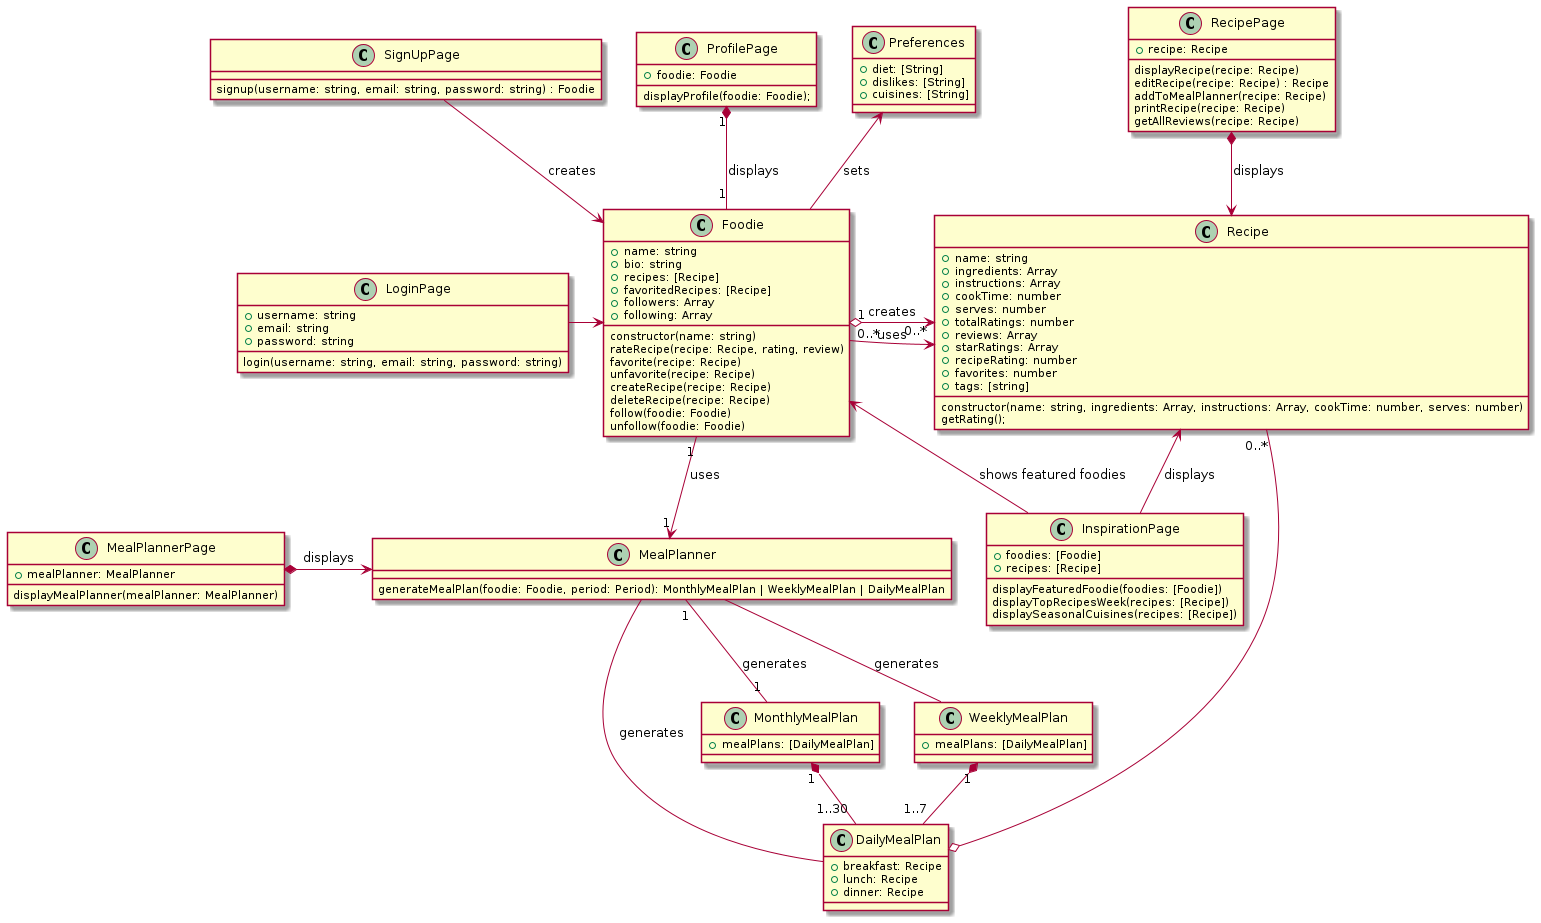 C SignUpPage
signup(username: string, email: string, password: string) : Foodie
C ProfilePage
foodie: Foodie
displayProfile(foodie: Foodie);
C Preferences
diet: [String]
dislikes: [String]
cuisines: [String]
C RecipePage
recipe: Recipe
displayRecipe(recipe: Recipe)
editRecipe(recipe: Recipe) : Recipe
addToMealPlanner(recipe: Recipe)
printRecipe(recipe: Recipe)
getAllReviews(recipe: Recipe)
1
creates
displays
sets
displays
1
C LoginPage
username: string
email: string
password: string
login(username: string, email: string, password: string)
C Foodie
name: string
bio: string
recipes: [Recipe]
favoritedRecipes: [Recipe]
followers: Array
following: Array
constructor(name: string)
rateRecipe(recipe: Recipe, rating, review)
favorite(recipe: Recipe)
unfavorite(recipe: Recipe)
createRecipe(recipe: Recipe)
deleteRecipe(recipe: Recipe)
follow(foodie: Foodie)
unfollow(foodie: Foodie)
1
creates
0..*
0..*
uses
C Recipe
name: string
ingredients: Array
instructions: Array
cookTime: number
serves: number
totalRatings: number
reviews: Array
starRatings: Array
recipeRating: number
favorites: number
tags: [string]
constructor(name: string, ingredients: Array, instructions: Array, cookTime: number, serves: number)
getRating();
1
uses
1
shows featured foodies
displays
0..*
C MealPlannerPage
mealPlanner: MealPlanner
displayMealPlanner(mealPlanner: MealPlanner)
displays
C MealPlanner
generateMealPlan(foodie: Foodie, period: Period): MonthlyMealPlan | WeeklyMealPlan | DailyMealPlan
C InspirationPage
foodies: [Foodie]
recipes: [Recipe]
displayFeaturedFoodie(foodies: [Foodie])
displayTopRecipesWeek(recipes: [Recipe])
displaySeasonalCuisines(recipes: [Recipe])
1
generates
1
generates
generates
C MonthlyMealPlan
mealPlans: [DailyMealPlan]
C WeeklyMealPlan
mealPlans: [DailyMealPlan]
1
1..30
1
1..7
C DailyMealPlan
breakfast: Recipe
lunch: Recipe
dinner: Recipe